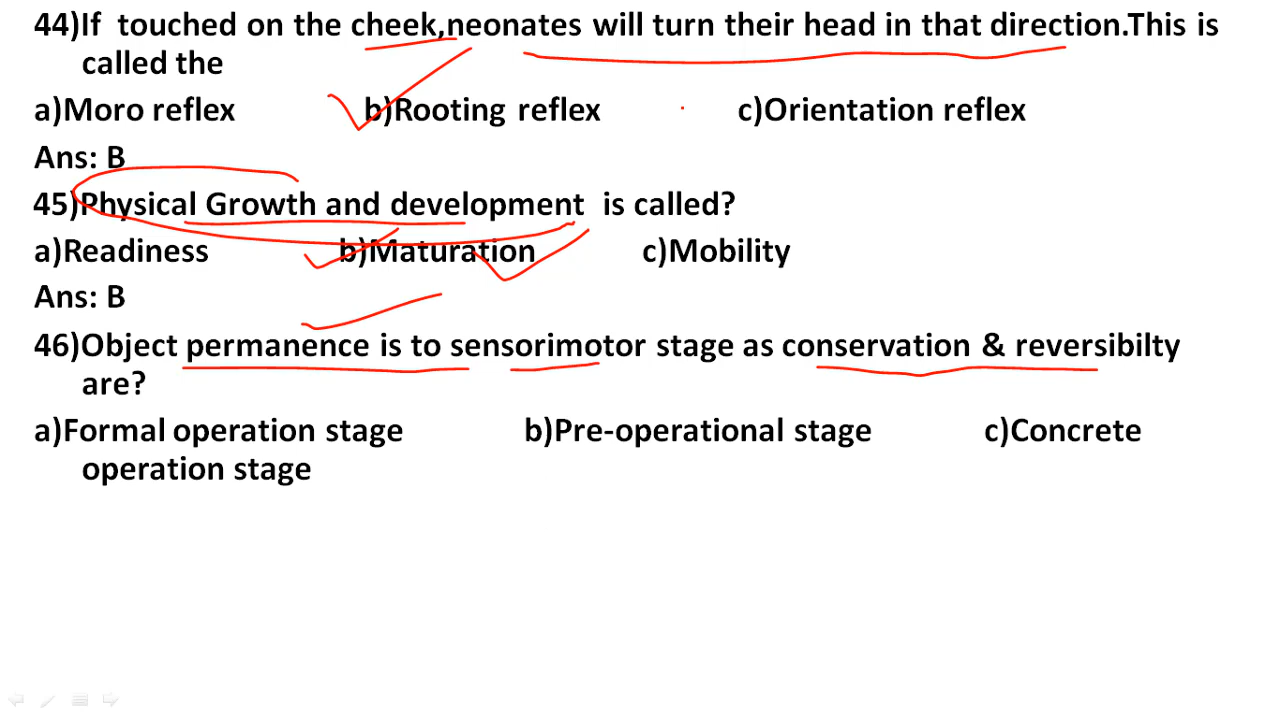 44)If touched on the cheek,neonates will turn their head in that direction.This is
called the
a)Moro reflex b)Rooting reflex c)Orientation reflex
Ans: B
45)Physical Growth and development is called?
a)Readiness b)Maturation c)Mobility
Ans: B
46)Object permanence is to sensorimotor stage as conservation & reversibilty
are?
a)Formal operation stage b)Pre-operational stage c)Concrete
operation stage